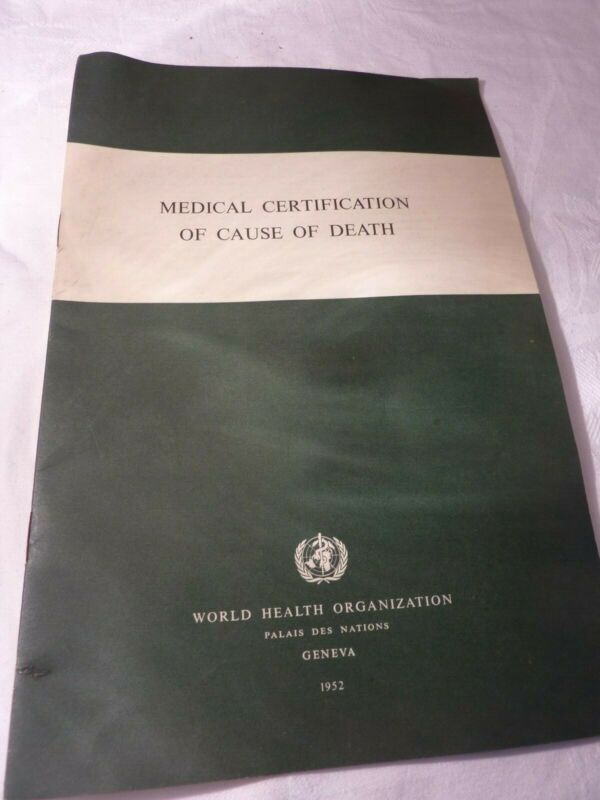 MEDICAL CERTIFICATION
OF CAUSE OF DEATH
WORLD HEALTH ORGANIZATION
PALAIS DES NATIONS
GENEVA
1952